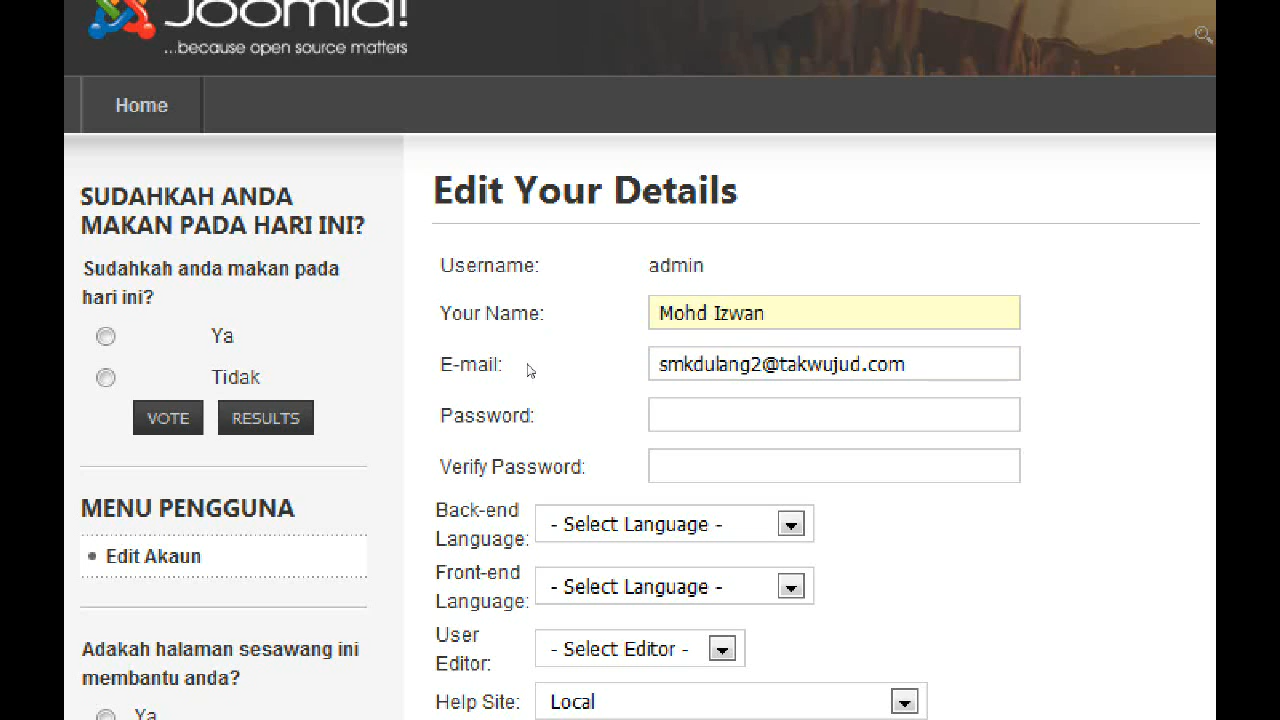 Joomla!
...because open source matters
Home
SUDAHKAH ANDA
MAKAN PADA HARI INI?
Sudahkah anda makan pada
hari ini?
Ya
Tidak
VOTE RESULTS
MENU PENGGUNA
Edit Akaun
Adakah halaman sesawang ini
membantu anda?
Ya
Edit Your Details
Username: admin
Your Name: Mohd Izwan
E-mail: smkdulang2@takwujud.com
Password:
Verify Password:
Back-end
Language: - Select Language -
Front-end
Language: - Select Language -
User
Editor: - Select Editor -
Help Site: Local